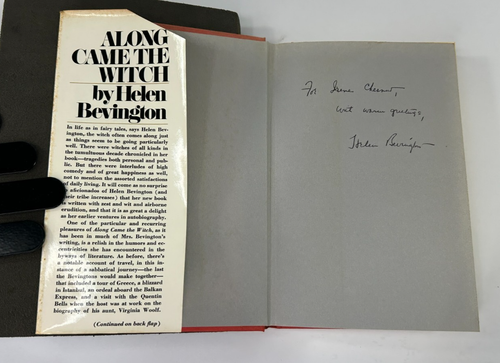 ALONG
CAME THE
WITCH
by Helen
Bevington
In life as in fairy tales, says Helen Bev-
ington, the witch often comes along just
as things seem to be going particularly
well. There were witches of all kinds in
the tumultuous decade chronicled in her
book—tragedies both personal and pub-
lic. But there were interludes of high
comedy and of great happiness as well,
not to mention the assorted satisfactions
of daily living. It will come as no surprise
to aficionados of Helen Bevington (and
their tribe increases) that her new book
is written with zest and wit and airborne
erudition, and that it is as great a delight
as her earlier ventures in autobiography.
One of the particular and recurring
pleasures of Along Came the Witch, as it
has been in much of Mrs. Bevington's
writing, is a relish in the humors and ec-
centricities she has encountered in the
byways of literature. As before, there's
a notable account of travel, in this in-
stance of a sabbatical journey—the last
the Bevingtons would make together—
that included a tour of Greece, a blizzard
in Istanbul, an ordeal aboard the Balkan
Express, and a visit with the Quentin
Bells when the host was at work on the
biography of his aunt, Virginia Woolf.
(Continued on back flap)
For Irene
with warm greetings,
Helen Bevington